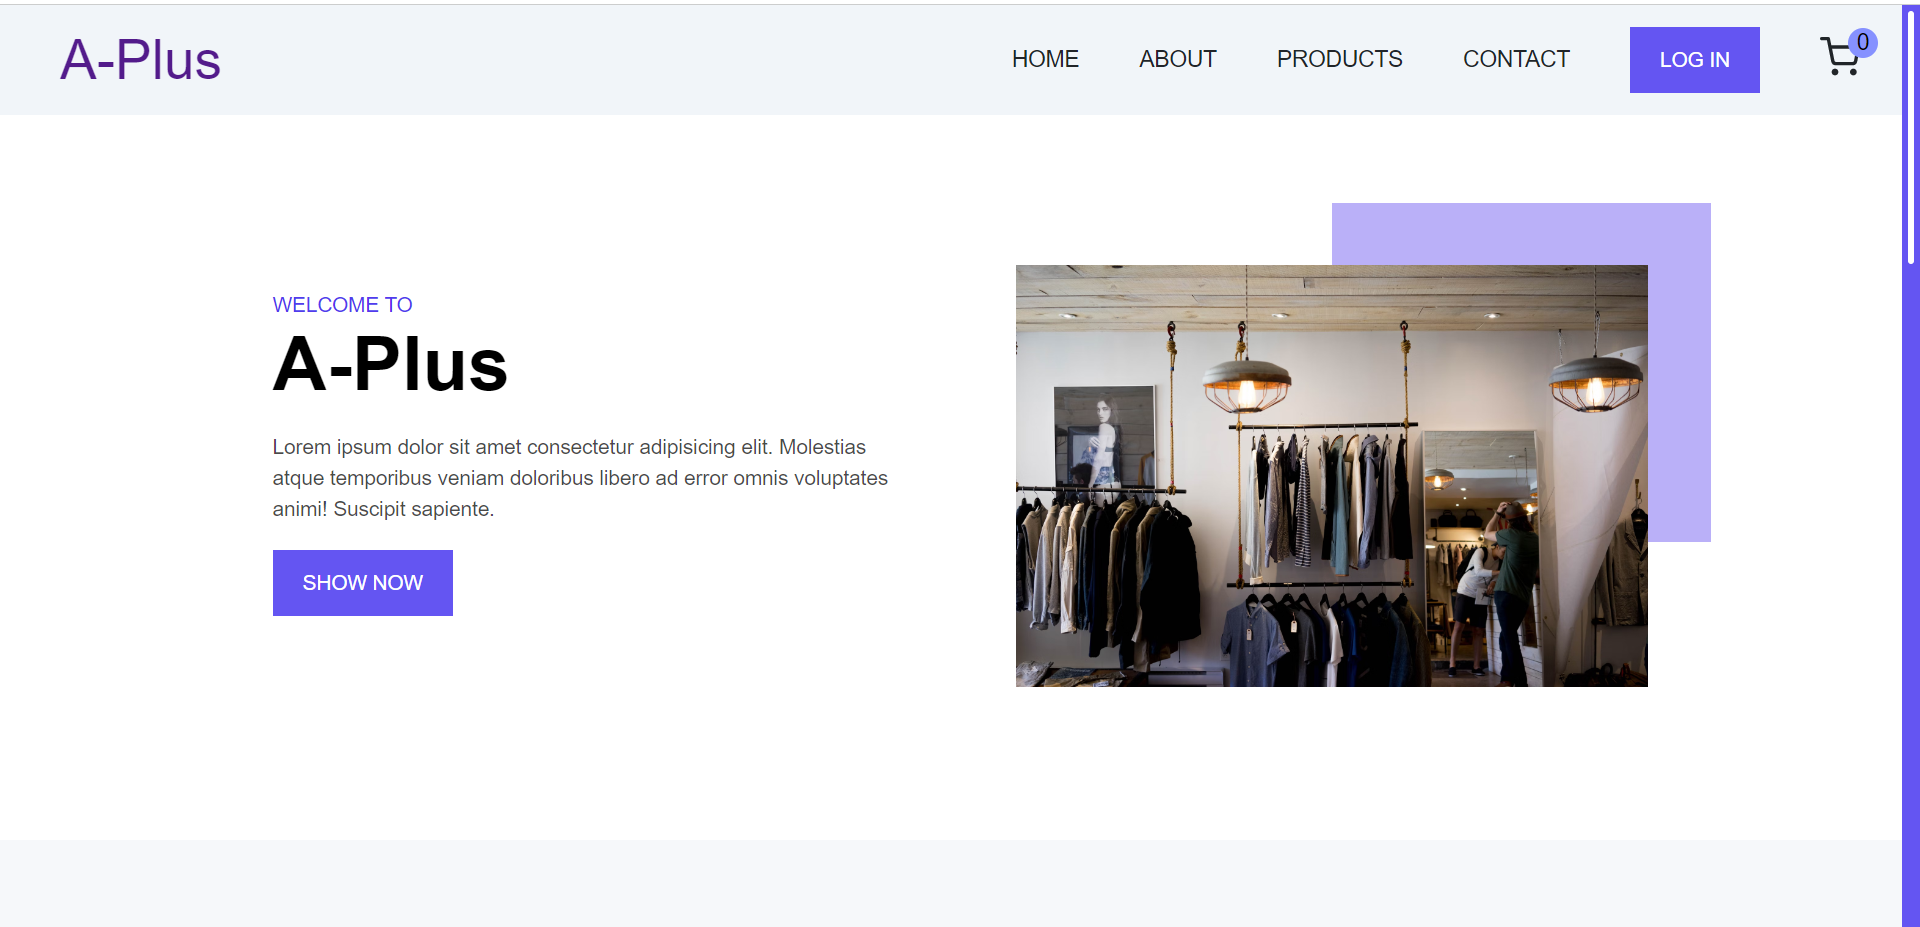 A-Plus
HOME
ABOUT
PRODUCTS
CONTACT
LOG IN
0
WELCOME TO
A-Plus
Lorem ipsum dolor sit amet consectetur adipisicing elit. Molestias
atque temporibus veniam doloribus libero ad error omnis voluptates
animi! Suscipit sapiente.
SHOW NOW